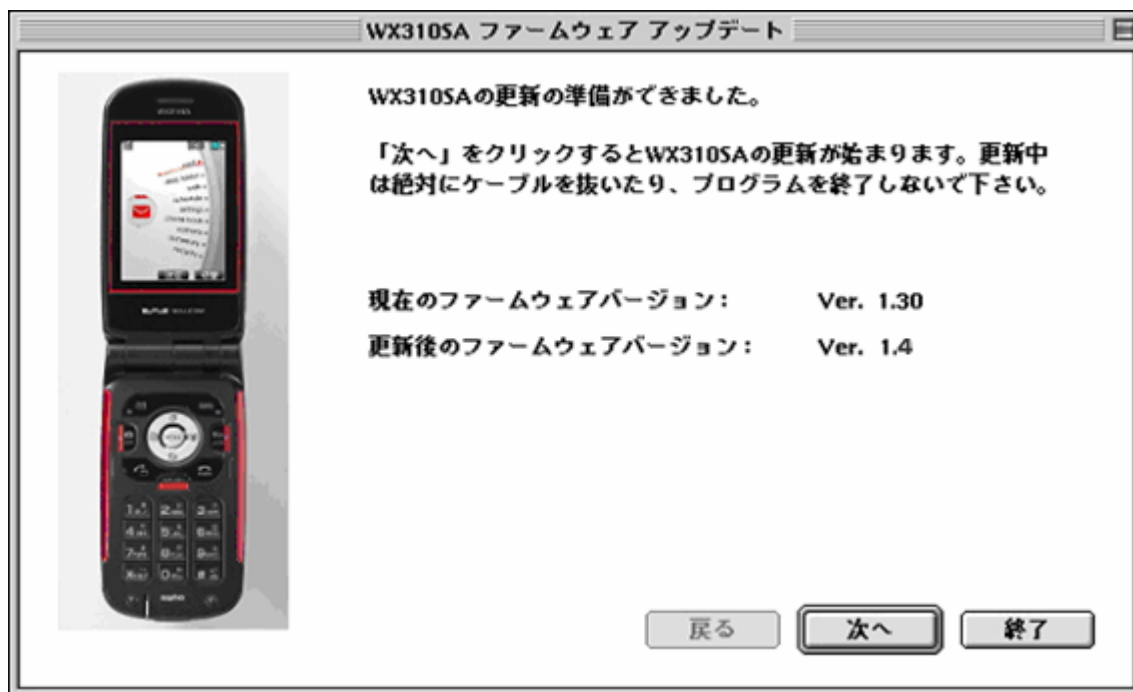 WX310SA ファームウェア アップデート
WX310SAの更新の準備ができました。
「次へ」をクリックするとWX310SAの更新が始まります。更新中
は絶対にケーブルを抜いたり、プログラムを終了しないで下さい。
現在のファームウェアバージョン： Ver. 1.30
更新後のファームウェアバージョン： Ver. 1.4
戻る 次へ 終了